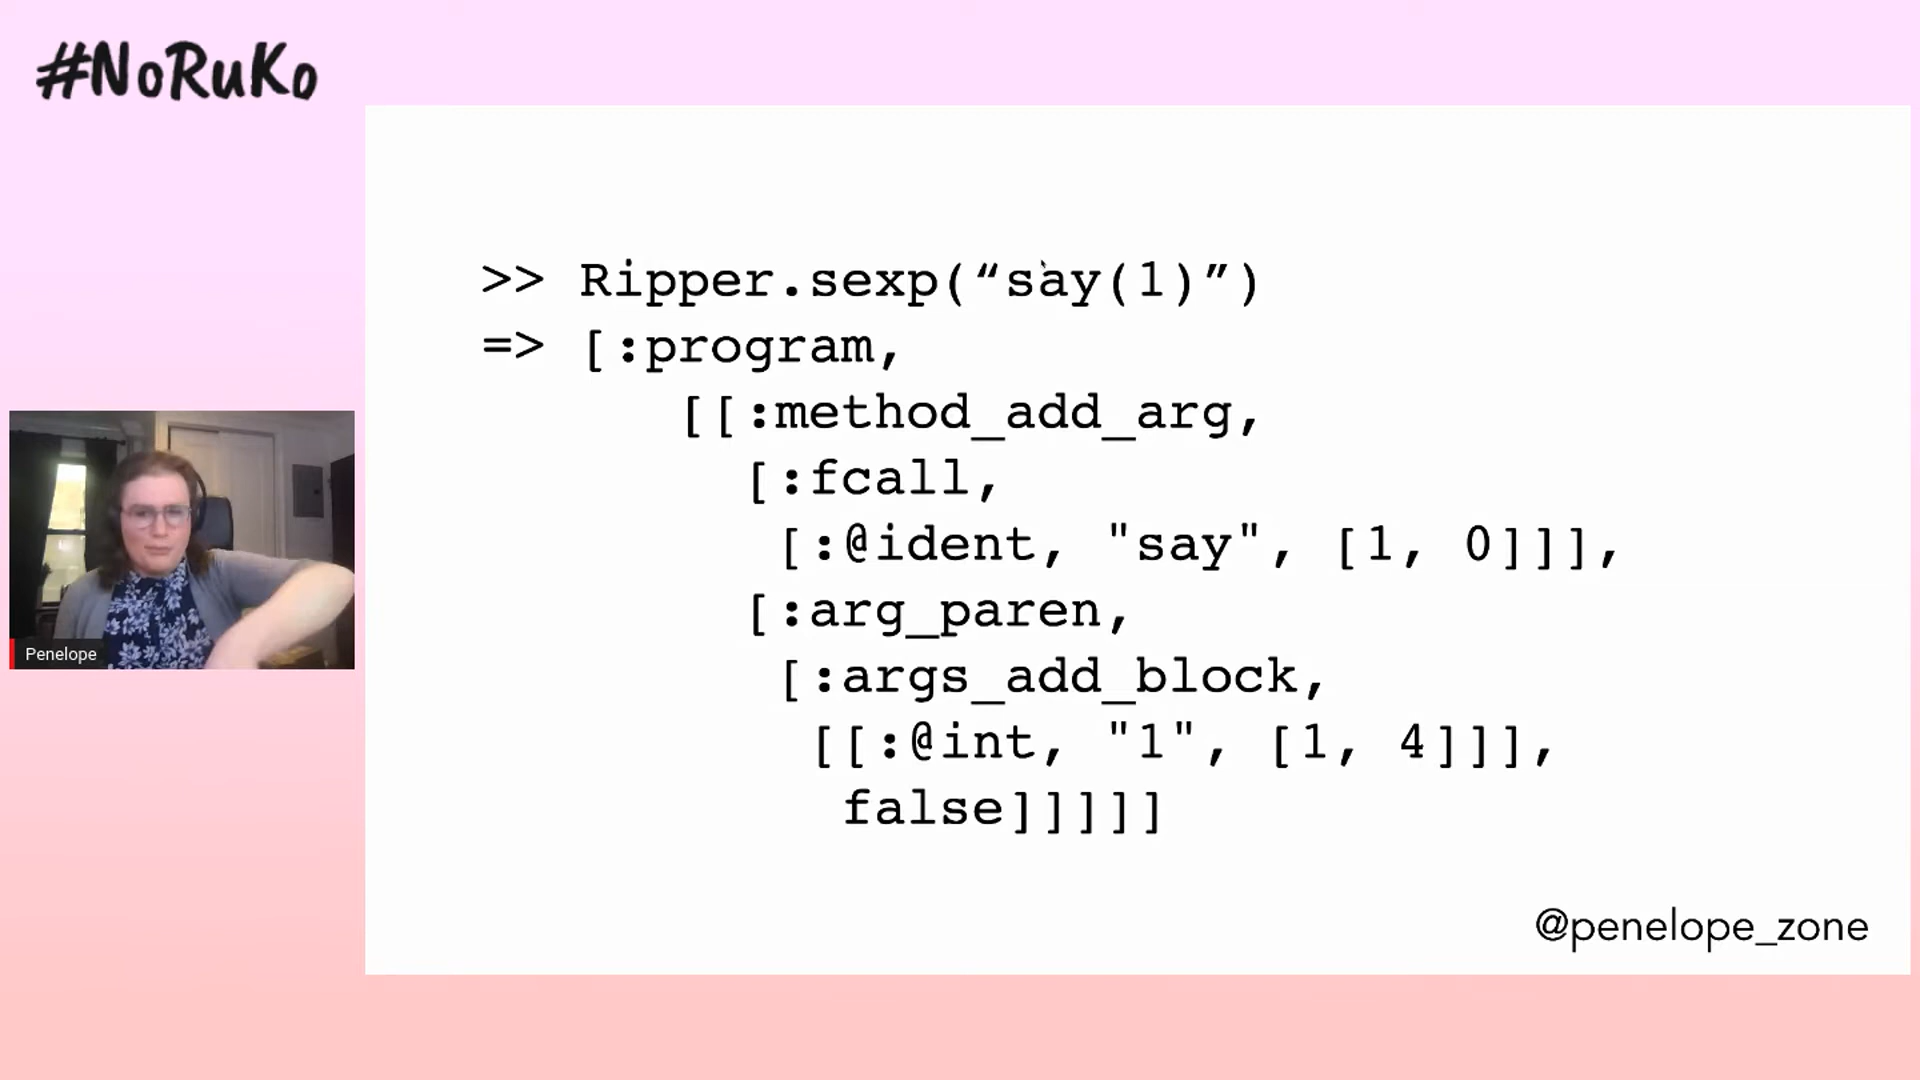 #NoRuKo
>> Ripper.sexp(“say(1)”)
=> [:program,
[[:method_add_arg,
[:fcall,
[:@ident, "say", [1, 0]]],
[:arg_paren,
[:args_add_block,
[[:@int, "1", [1, 4]]],
false]]]]]
Penelope
@penelope_zone